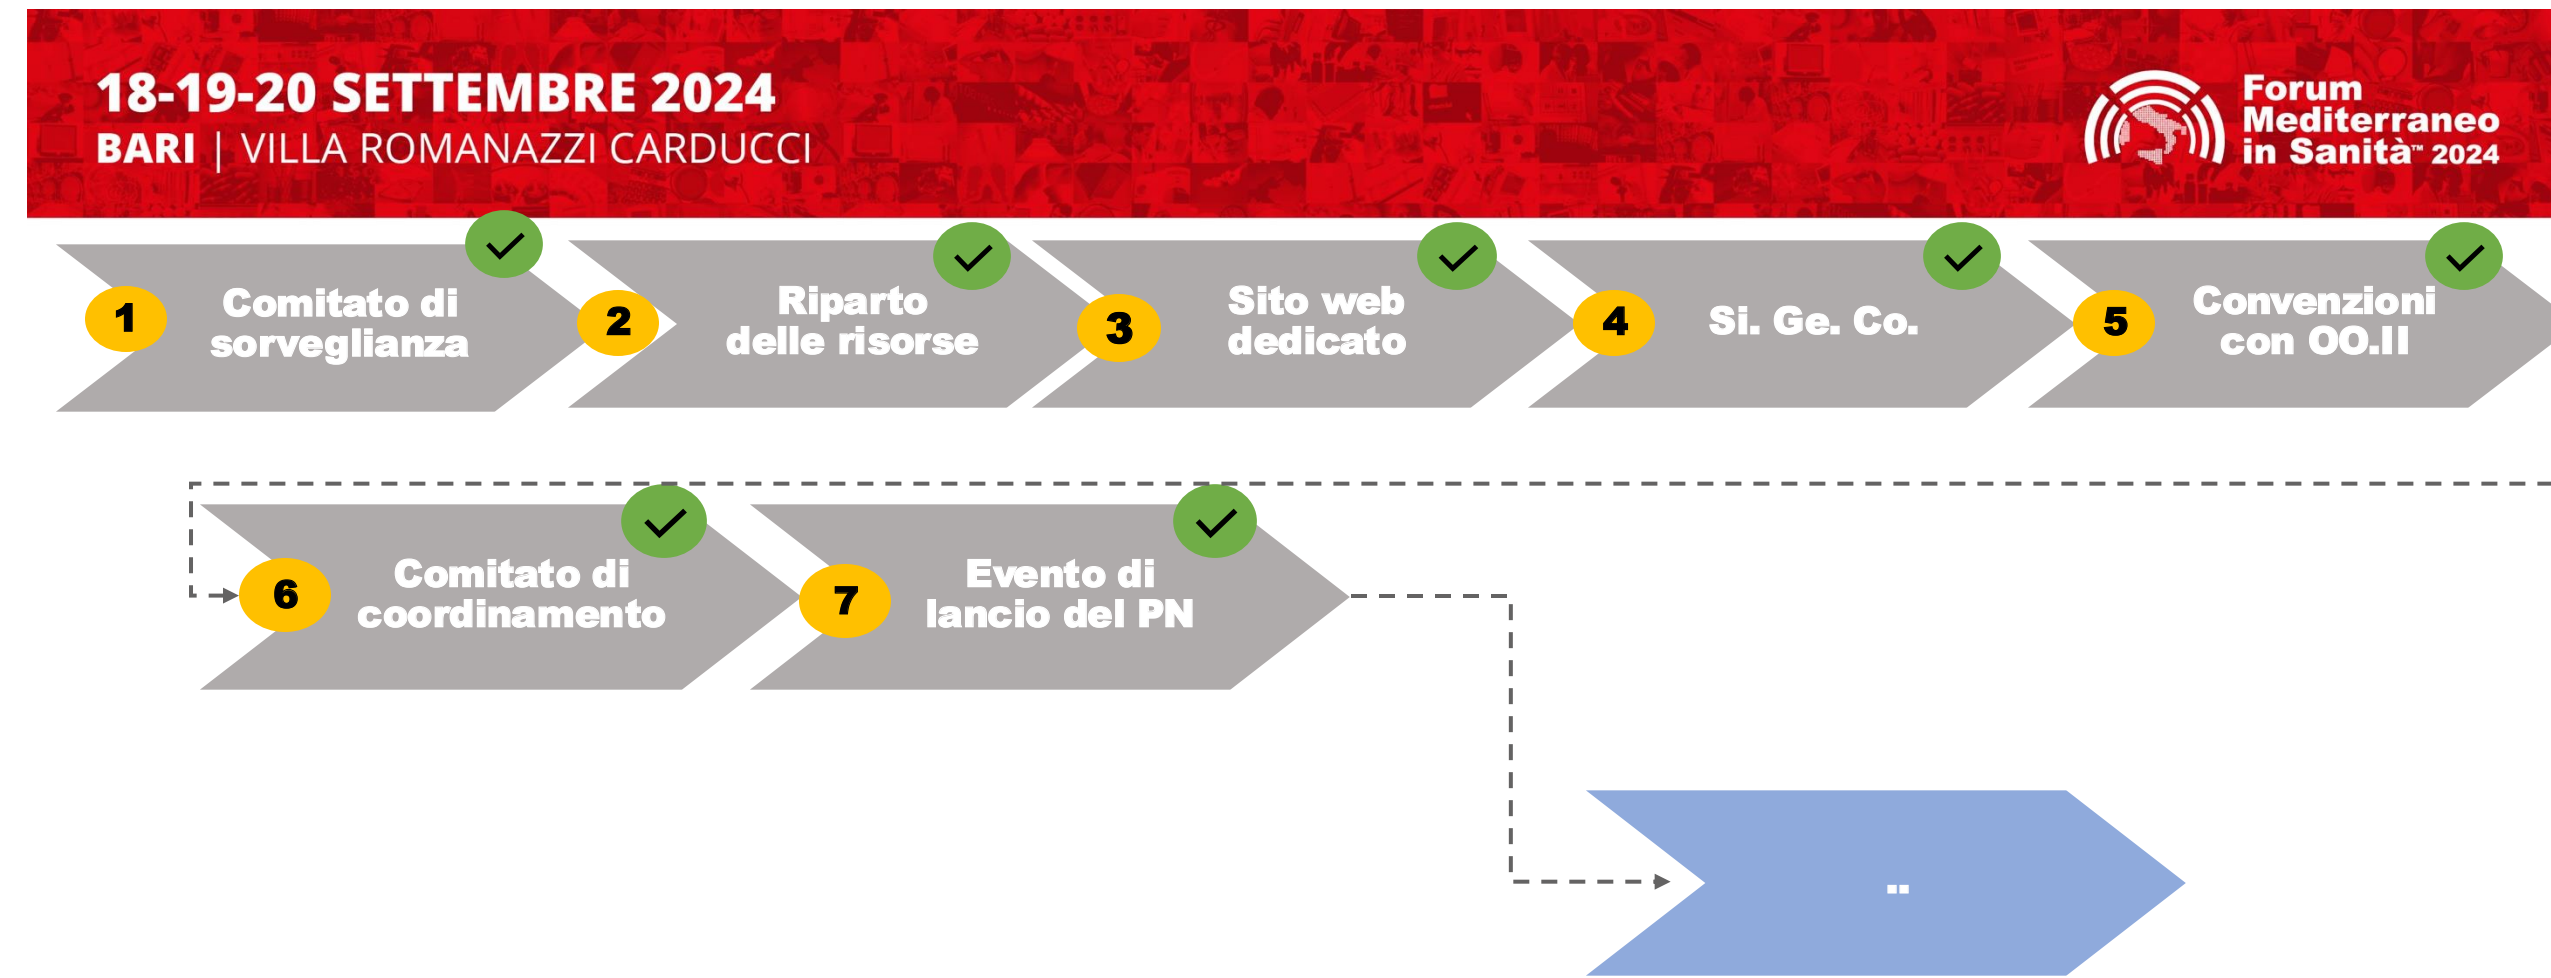 18-19-20 SETTEMBRE 2024
BARI | VILLA ROMANAZZI CARDUCCI
Forum
Mediterraneo
in Sanità™ 2024
1
Comitato di
sorveglianza
2
Riparto
delle risorse
3
Sito web
dedicato
4
Si. Ge. Co.
5
Convenzioni
con OO.II
6
Comitato di
coordinamento
7
Evento di
lancio del PN
..